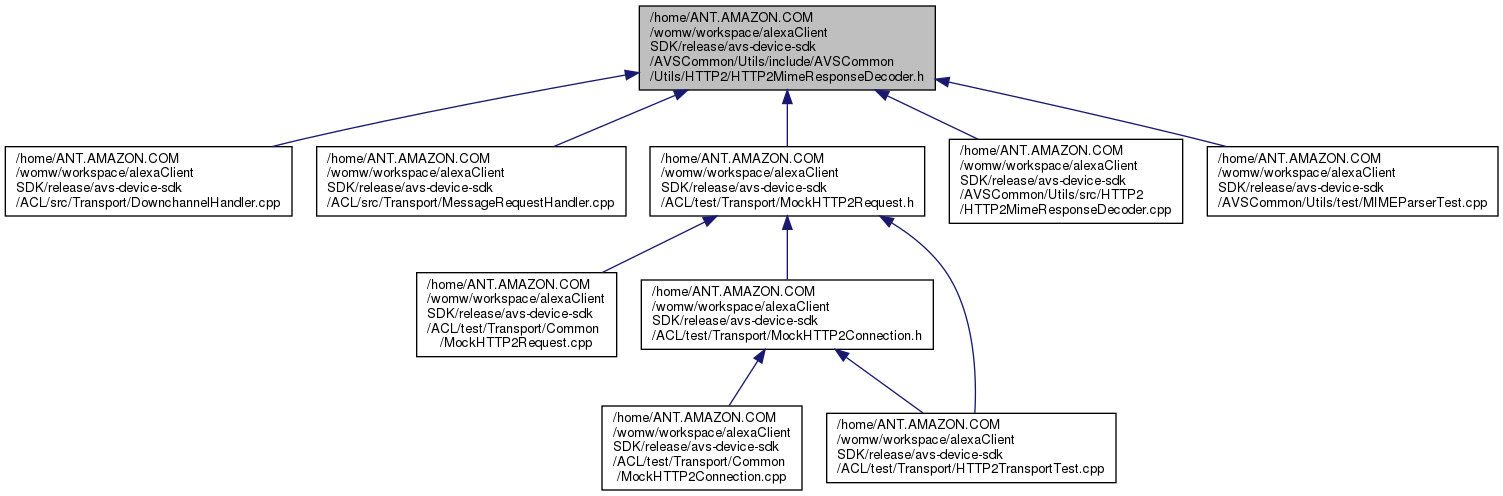 /home/ANT.AMAZON.COM
/womw/workspace/alexaClient
SDK/release/avs-device-sdk
/AVSCommon/Utils/include/AVSCommon
/Utils/HTTP2/HTTP2MimeResponseDecoder.h
/home/ANT.AMAZON.COM
/womw/workspace/alexaClient
SDK/release/avs-device-sdk
/ACL/src/Transport/DownchannelHandler.cpp
/home/ANT.AMAZON.COM
/womw/workspace/alexaClient
SDK/release/avs-device-sdk
/ACL/src/Transport/MessageRequestHandler.cpp
/home/ANT.AMAZON.COM
/womw/workspace/alexaClient
SDK/release/avs-device-sdk
/ACL/test/Transport/MockHTTP2Request.h
/home/ANT.AMAZON.COM
/womw/workspace/alexaClient
SDK/release/avs-device-sdk
/AVSCommon/Utils/src/HTTP2
/HTTP2MimeResponseDecoder.cpp
/home/ANT.AMAZON.COM
/womw/workspace/alexaClient
SDK/release/avs-device-sdk
/AVSCommon/Utils/test/MIMEParserTest.cpp
/home/ANT.AMAZON.COM
/womw/workspace/alexaClient
SDK/release/avs-device-sdk
/ACL/test/Transport/Common
/MockHTTP2Request.cpp
/home/ANT.AMAZON.COM
/womw/workspace/alexaClient
SDK/release/avs-device-sdk
/ACL/test/Transport/MockHTTP2Connection.h
/home/ANT.AMAZON.COM
/womw/workspace/alexaClient
SDK/release/avs-device-sdk
/ACL/test/Transport/Common
/MockHTTP2Connection.cpp
/home/ANT.AMAZON.COM
/womw/workspace/alexaClient
SDK/release/avs-device-sdk
/ACL/test/Transport/HTTP2TransportTest.cpp